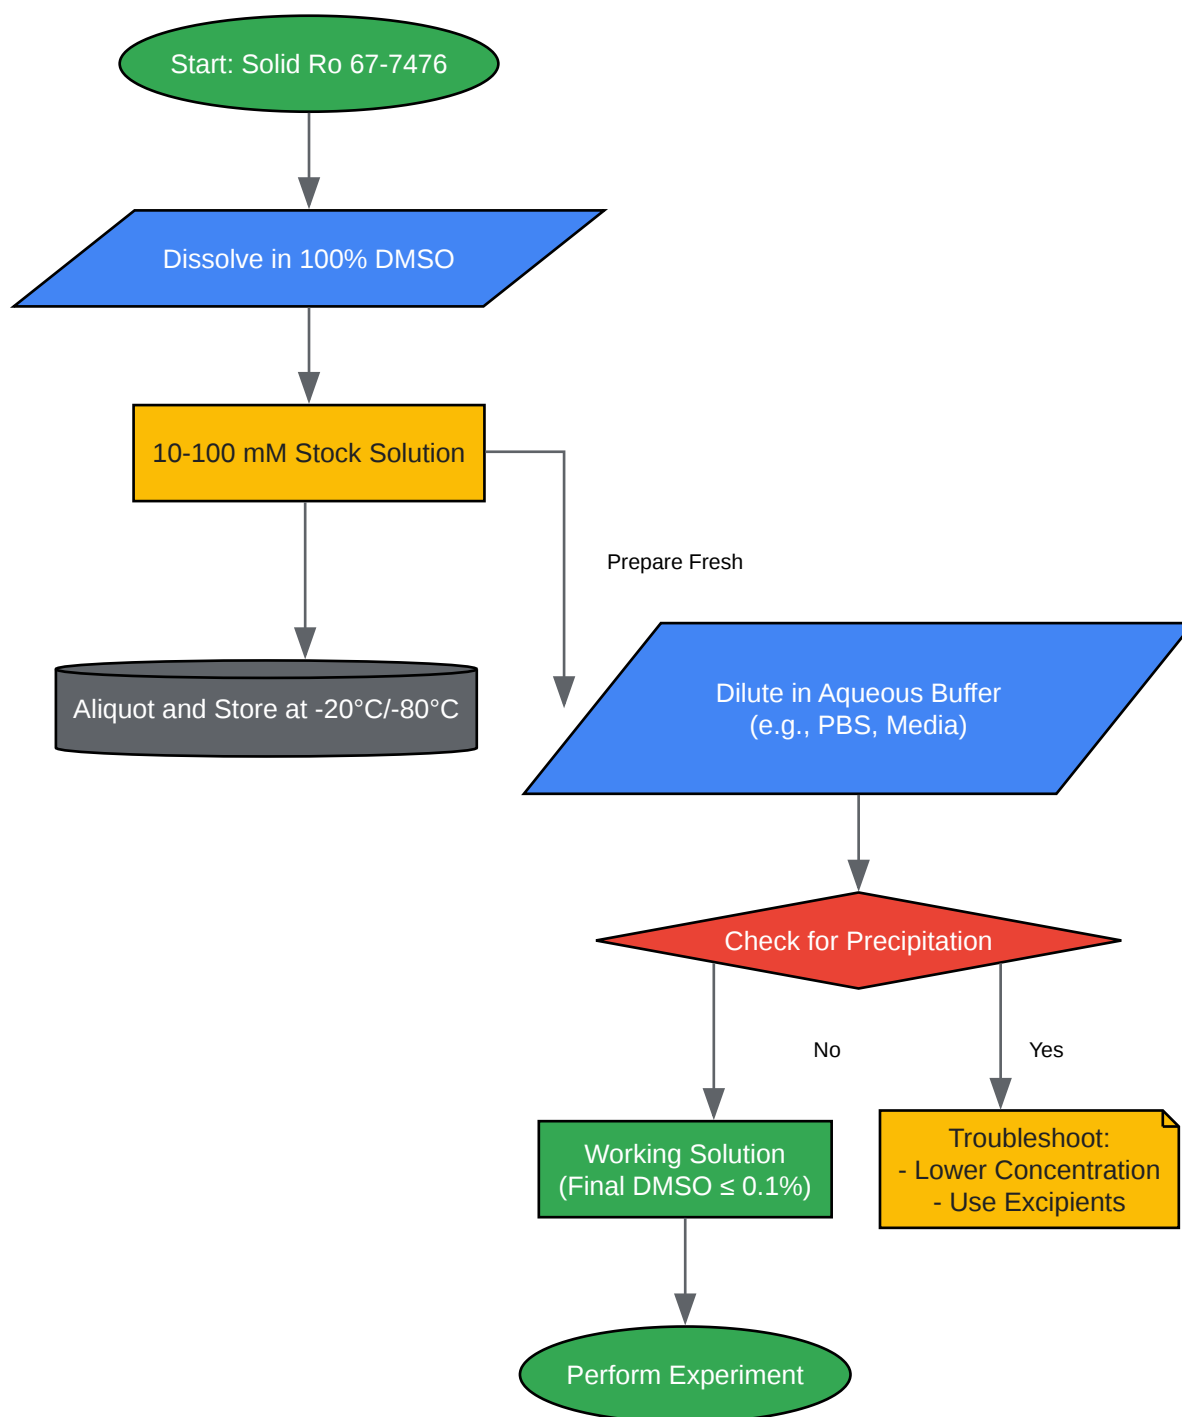 Start: Solid Ro 67-7476
Dissolve in 100% DMSO
10-100 mM Stock Solution
Prepare Fresh
Aliquot and Store at -20°C/-80°C
Dilute in Aqueous Buffer
(e.g., PBS, Media)
Check for Precipitation
No
Yes
Working Solution
(Final DMSO ≤ 0.1%)
Troubleshoot:
- Lower Concentration
- Use Excipients
Perform Experiment